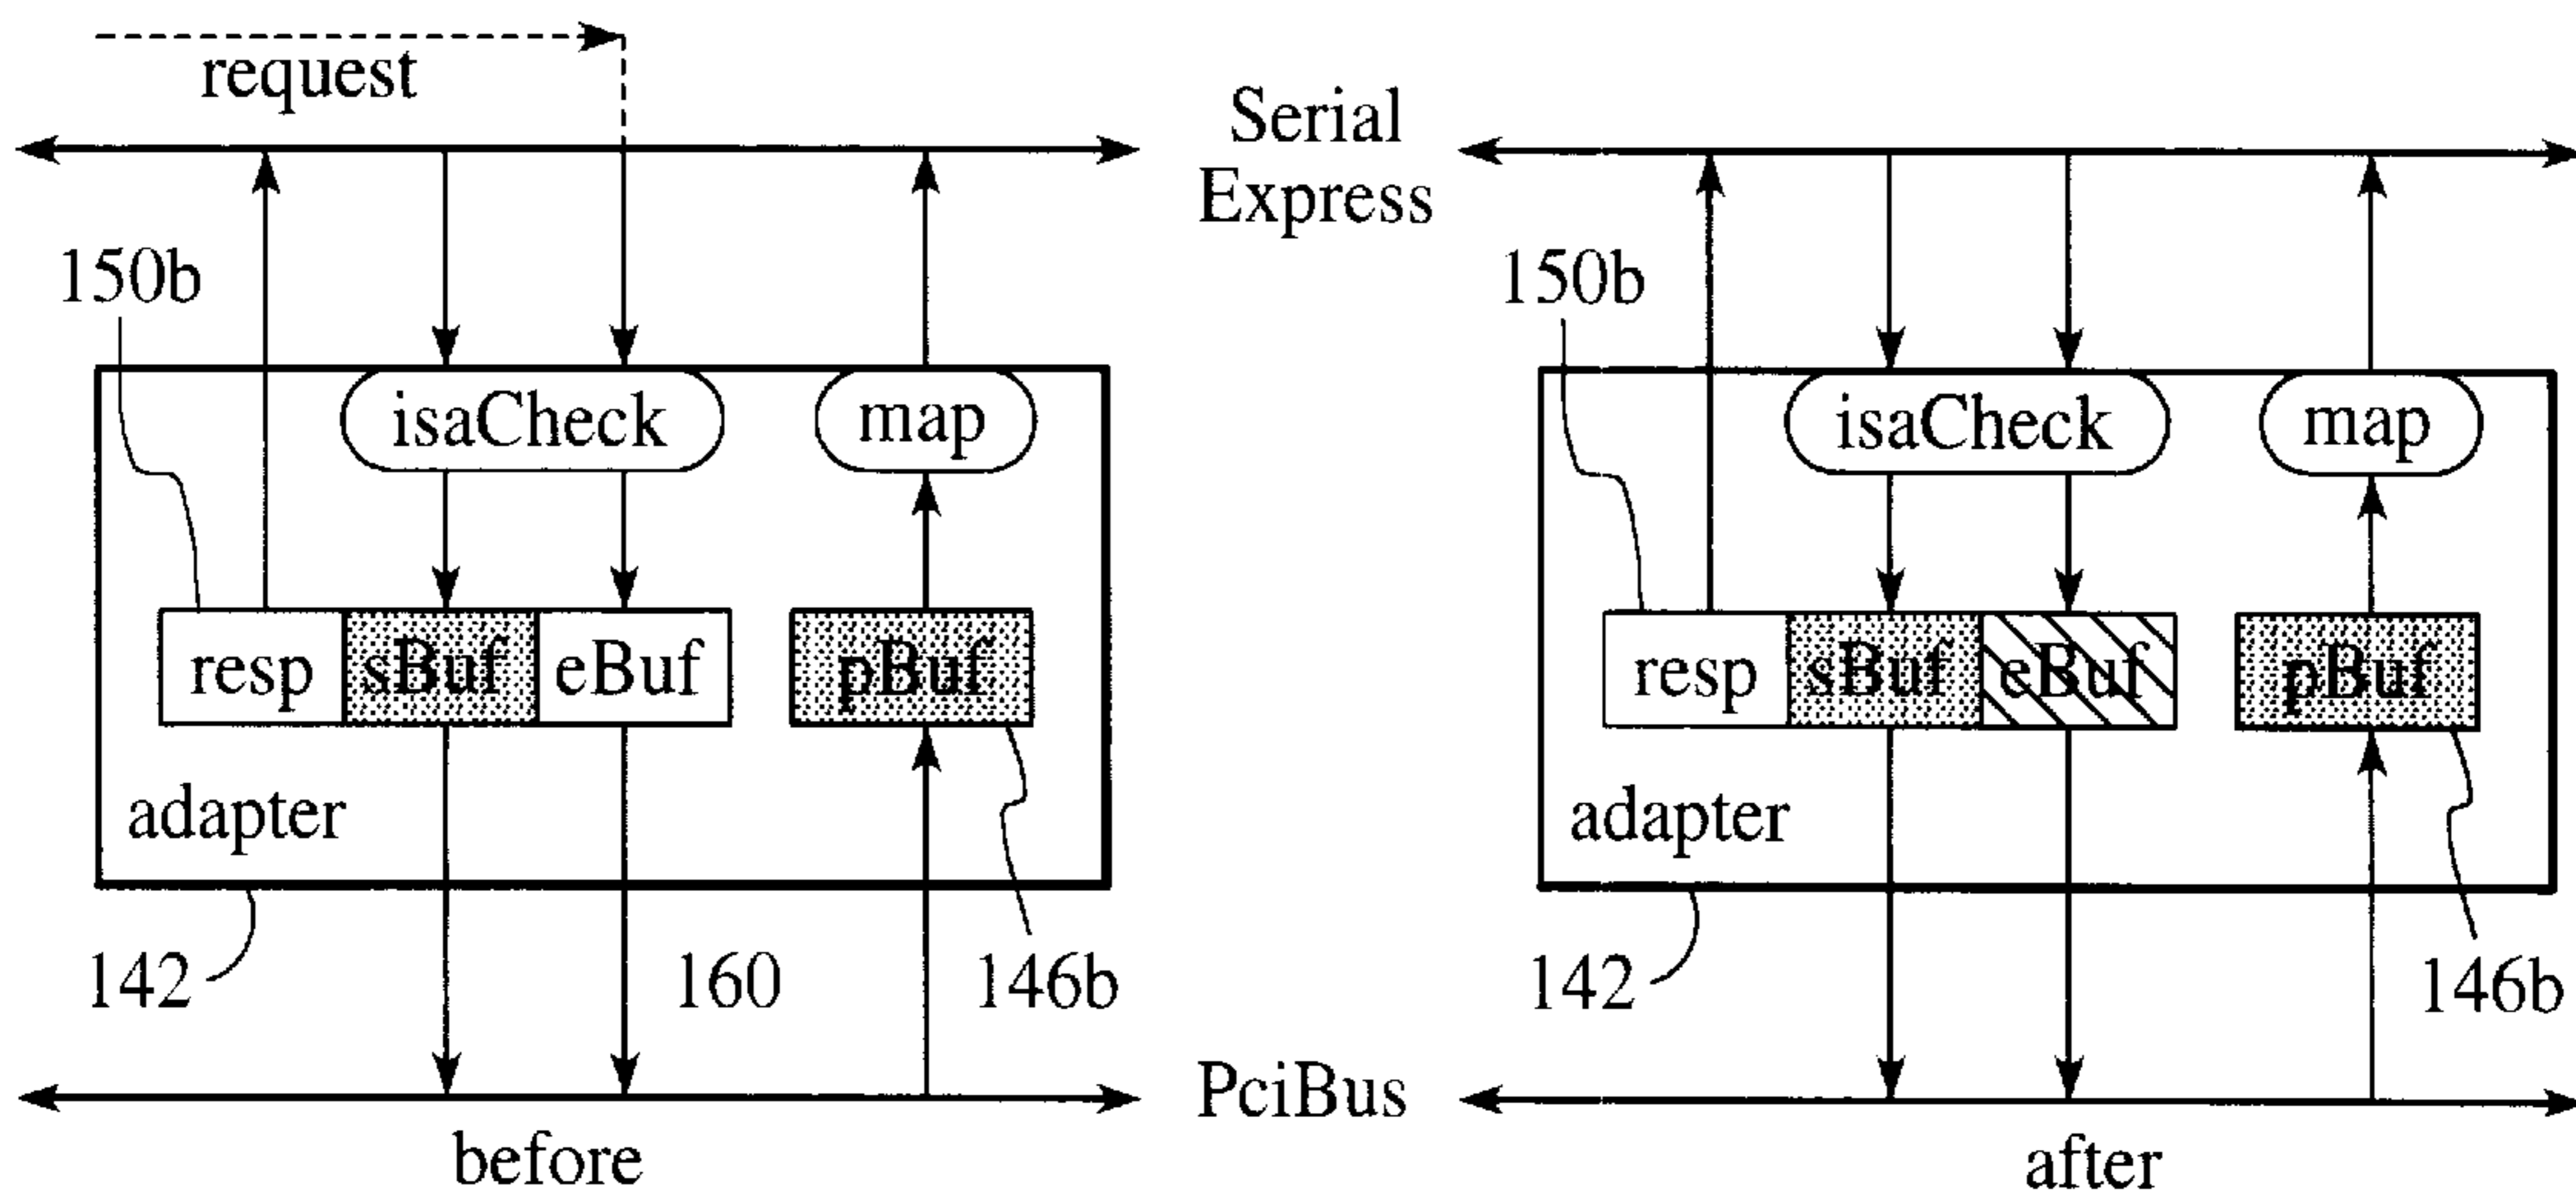 request
Serial
Express
150b
150b
isaCheck
map
isaCheck
map
resp
sBuf
eBuf
pBuf
resp
sBuf
eBuf
pBuf
adapter
adapter
142
160
146b
142
146b
PciBus
before
after